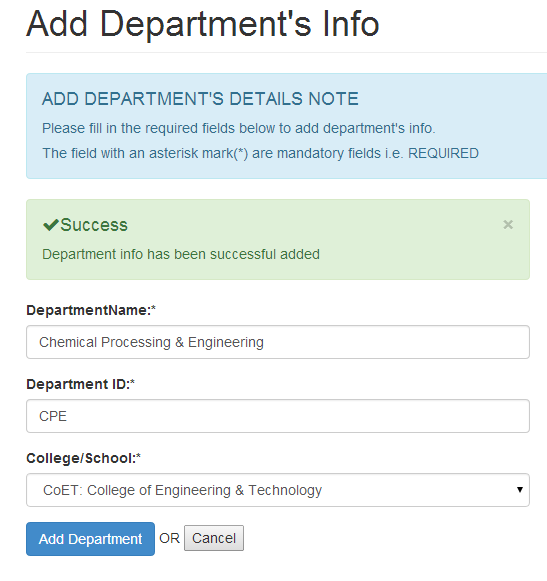 Add Department's Info
ADD DEPARTMENT'S DETAILS NOTE
Please fill in the required fields below to add department's info.
The field with an asterisk mark(*) are mandatory fields i.e. REQUIRED
✔Success ×
Department info has been successful added
DepartmentName:*
Chemical Processing & Engineering
Department ID:*
CPE
College/School:*
CoET: College of Engineering & Technology
Add Department OR Cancel